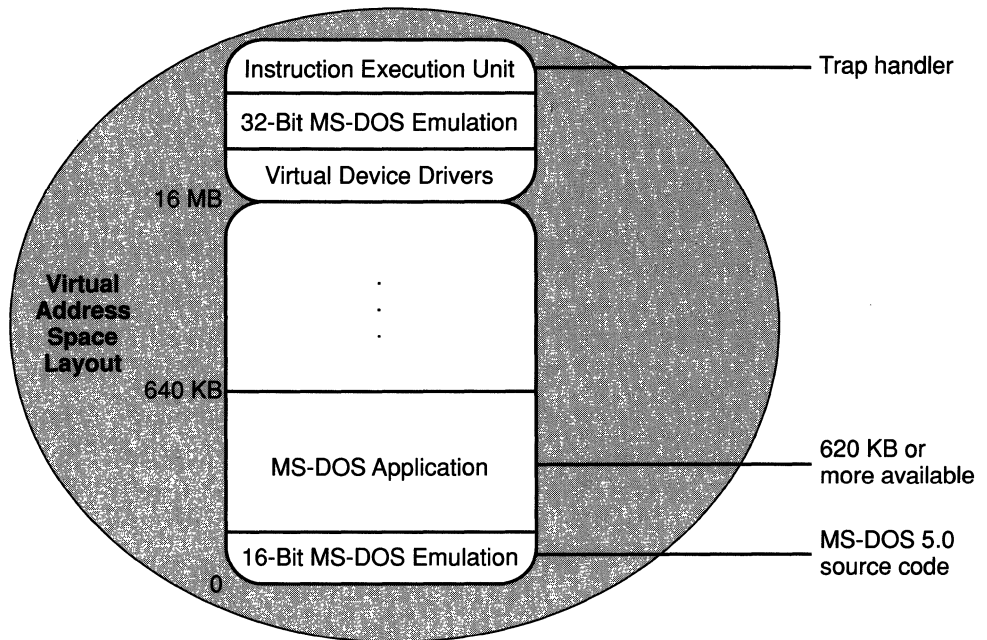 Instruction Execution Unit
Trap handler
32-Bit MS-DOS Emulation
Virtual Device Drivers
16 MB
Virtual
Address
Space
Layout
640 KB
MS-DOS Application
620 KB or
more available
16-Bit MS-DOS Emulation
MS-DOS 5.0
source code
0